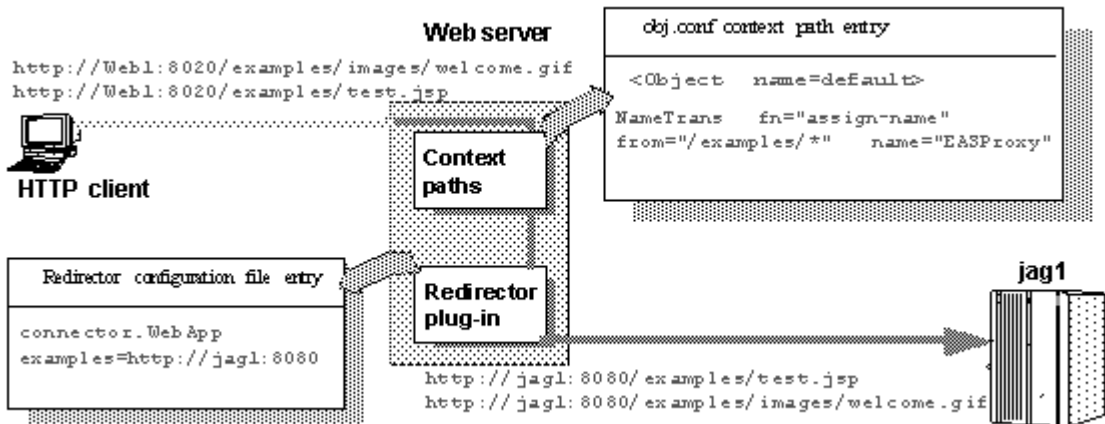 Web server
http://Web1:8020/examples/images/welcome.gif
http://Web1:8020/examples/test.jsp
HTTP client
Context
paths
obj.conf context path entry
<Object name=default>
NameTrans fn="assign-name"
from="/examples/*" name="EASProxy"
Redirector configuration file entry
connector.WebApp
examples=http://jag1:8080
Redirector
plug-in
jag1
http://jag1:8080/examples/test.jsp
http://jag1:8080/examples/images/welcome.gif